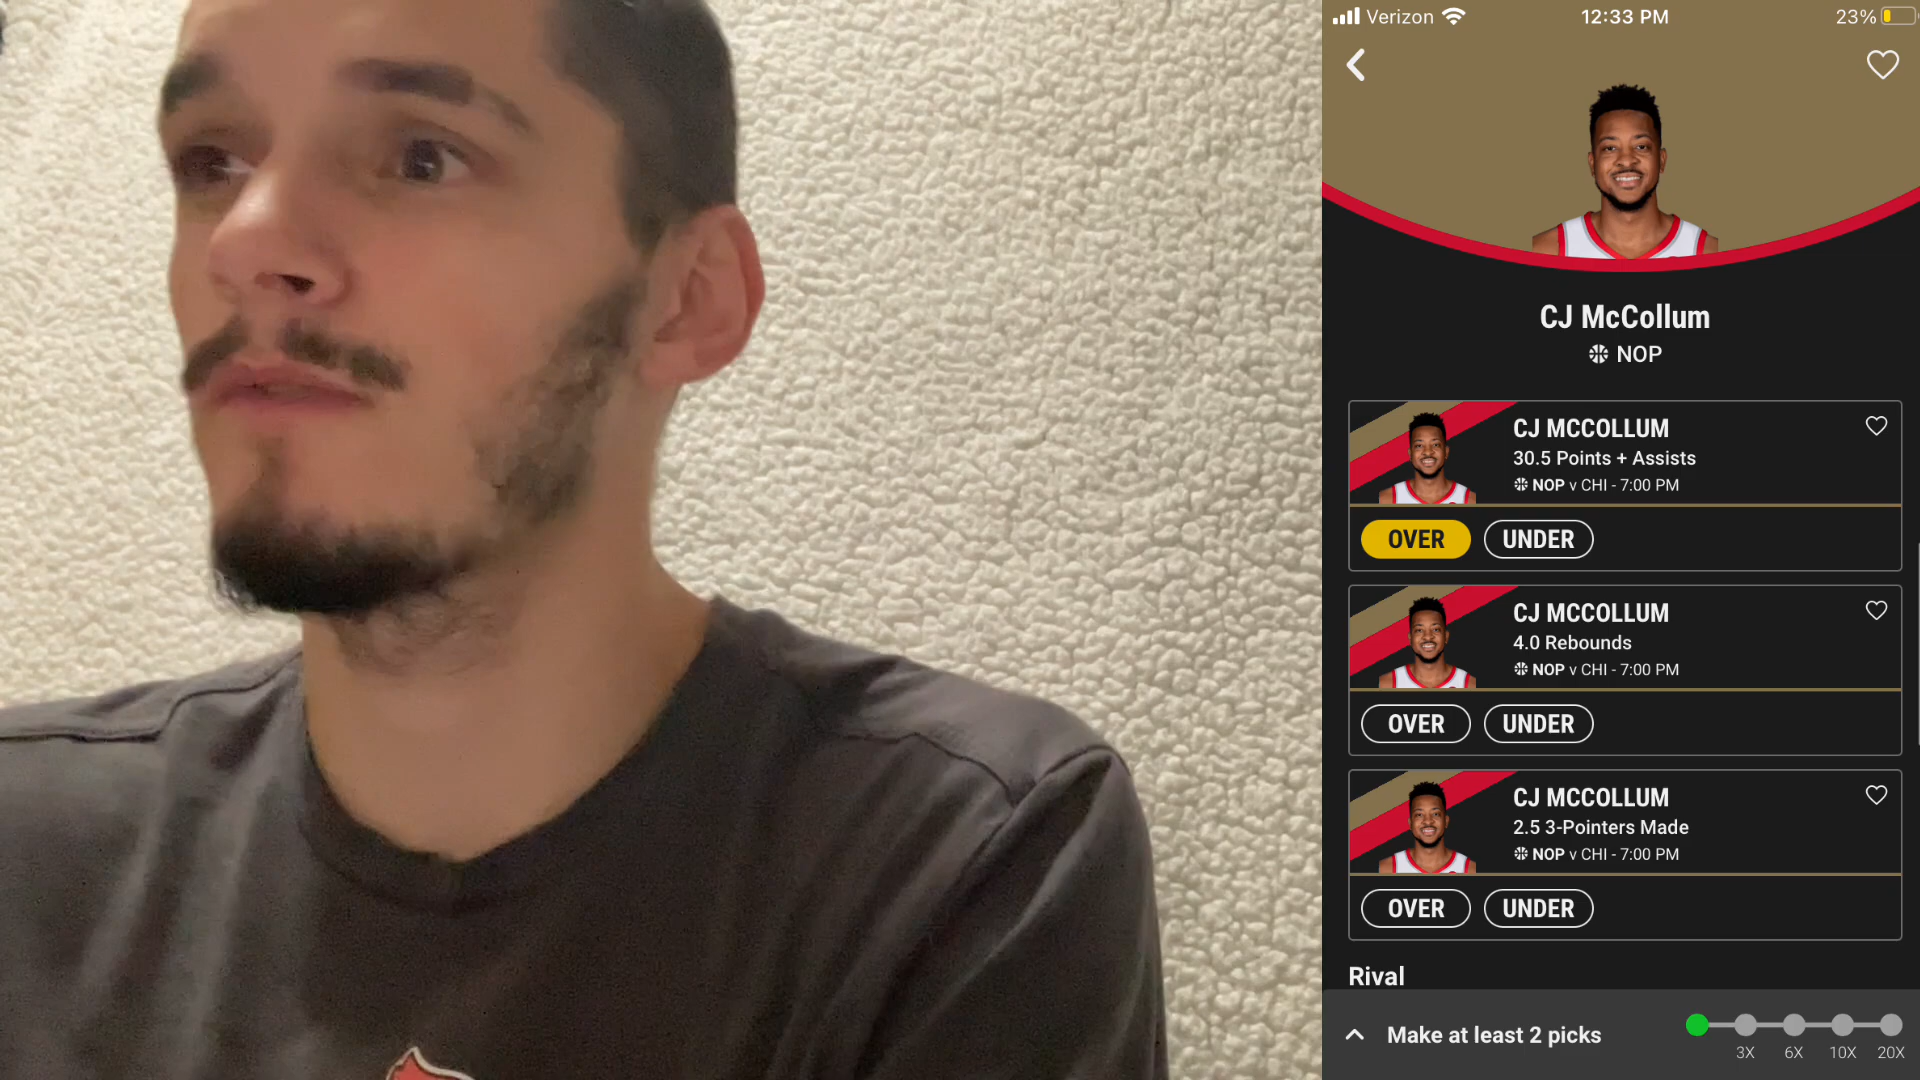 Verizon 12:33 PM 23%
CJ McCollum
NOP
CJ MCCOLLUM
30.5 Points + Assists
NOP v CHI - 7:00 PM
OVER UNDER
CJ MCCOLLUM
4.0 Rebounds
NOP v CHI - 7:00 PM
OVER UNDER
CJ MCCOLLUM
2.5 3-Pointers Made
NOP v CHI - 7:00 PM
OVER UNDER
Rival
Make at least 2 picks
3X 6X 10X 20X